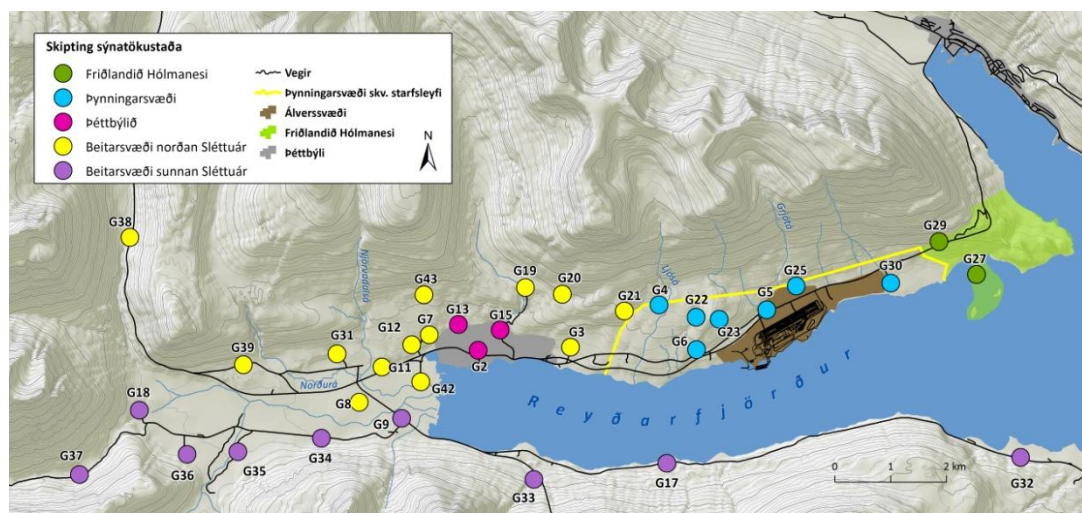 Skipting sýnatökustaða
Friðlandið Hólmanesi
Þynningarsvæði
Þéttbýlið
Beitarsvæði norðan Sléttuár
Beitarsvæði sunnan Sléttuár
Vegir
Þynningarsvæði skv. starfsleyfi
Álverssvæði
Friðlandið Hólmanesi
Þéttbýli
N
G38
Njörvadalsá
G43
G19
G20
G13
G7
G15
G12
G21
G4
Ljósá
G22
Grjótá
G25
G5
G30
G29
G27
G31
G39
G11
G2
G3
G6
G23
Norðurá
G42
G8
G18
G9
Reyðarfjörður
G37
G36
G35
G34
G33
G17
G32
0 1 2 km